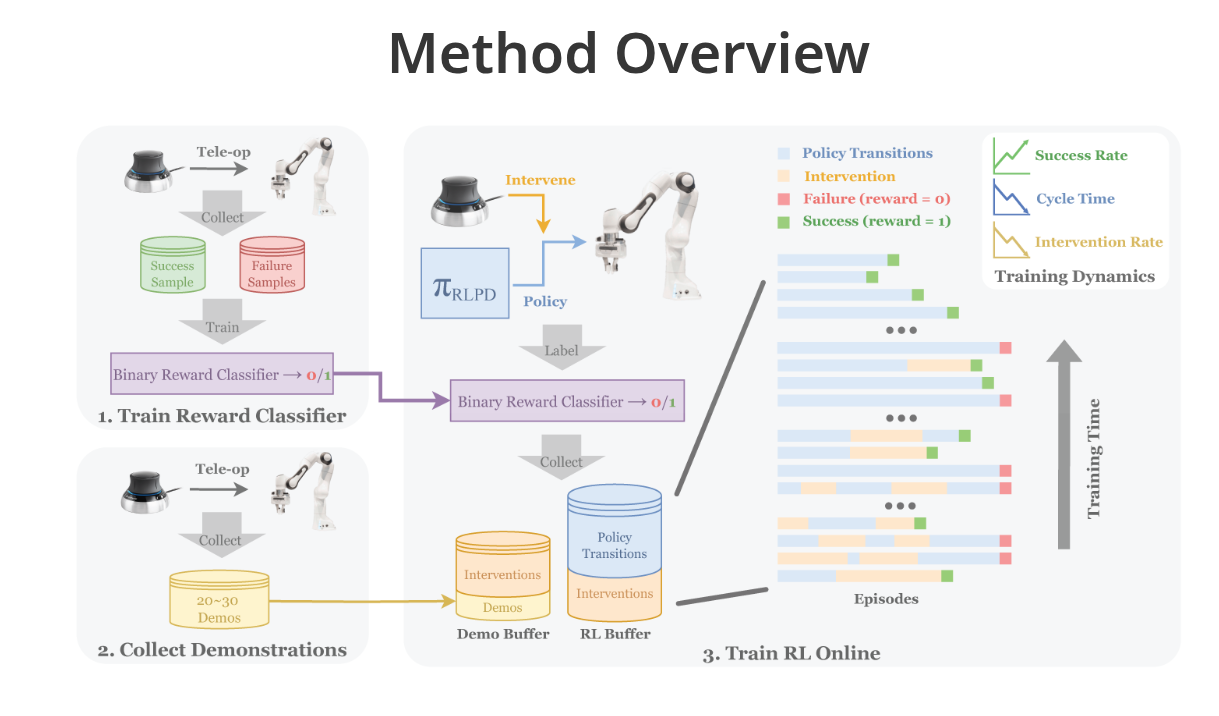 Method Overview
Tele-op
Collect
Success
Sample
Failure
Samples
Train
Binary Reward Classifier → 0/1
1. Train Reward Classifier
Tele-op
Collect
20~30
Demos
2. Collect Demonstrations
Intervene
πRLPD
Policy
Label
Binary Reward Classifier → 0/1
Collect
Interventions
Demos
Demo Buffer
Policy
Transitions
Interventions
RL Buffer
Policy Transitions
Intervention
Failure (reward = 0)
Success (reward = 1)
Success Rate
Cycle Time
Intervention Rate
Training Dynamics
Training Time
Episodes
3. Train RL Online